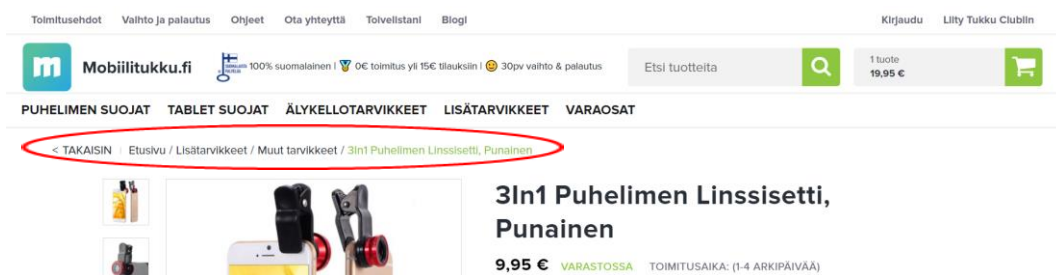 Toimitusehdot Vaihto ja palautus Ohjeet Ota yhteyttä Toivelistani Blogi Kirjaudu Liity Tukku Clubiin
m Mobiilitukku.fi 100% suomalainen | 0€ toimitus yli 15€ tilauksiin | 30pv vaihto & palautus Etsi tuotteita 1 tuote
19,95 €
PUHELIMEN SUOJAT TABLET SUOJAT ÄLYKELLOTARVIKKEET LISÄTARVIKKEET VARAOSAT
< TAKAISIN | Etusivu / Lisätarvikkeet / Muut tarvikkeet / 3In1 Puhelimen Linssisetti, Punainen
3In1 Puhelimen Linssisetti,
Punainen
9,95 € VARASTOSSA TOIMITUSAIKA: (1-4 ARKIPÄIVÄÄ)